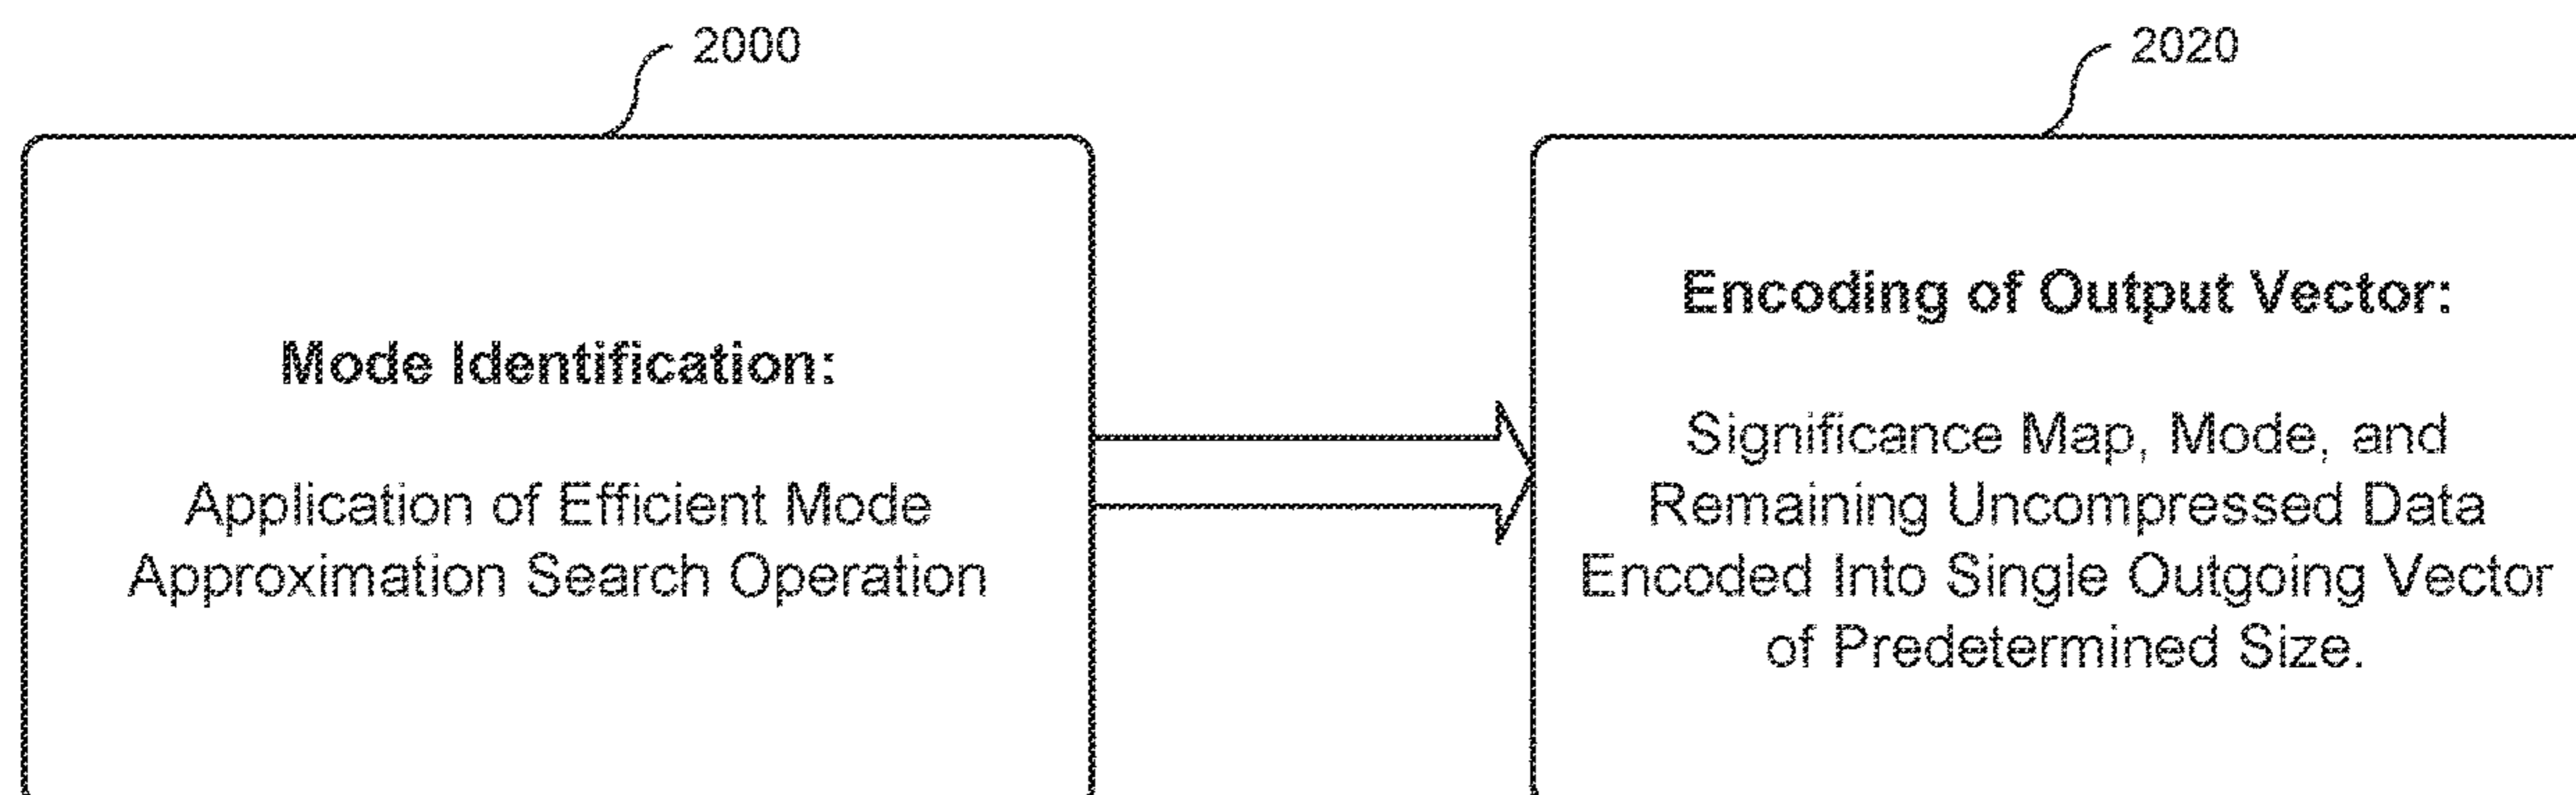 2000
Mode Identification:
Application of Efficient Mode
Approximation Search Operation
2020
Encoding of Output Vector:
Significance Map, Mode, and
Remaining Uncompressed Data
Encoded Into Single Outgoing Vector
of Predetermined Size.